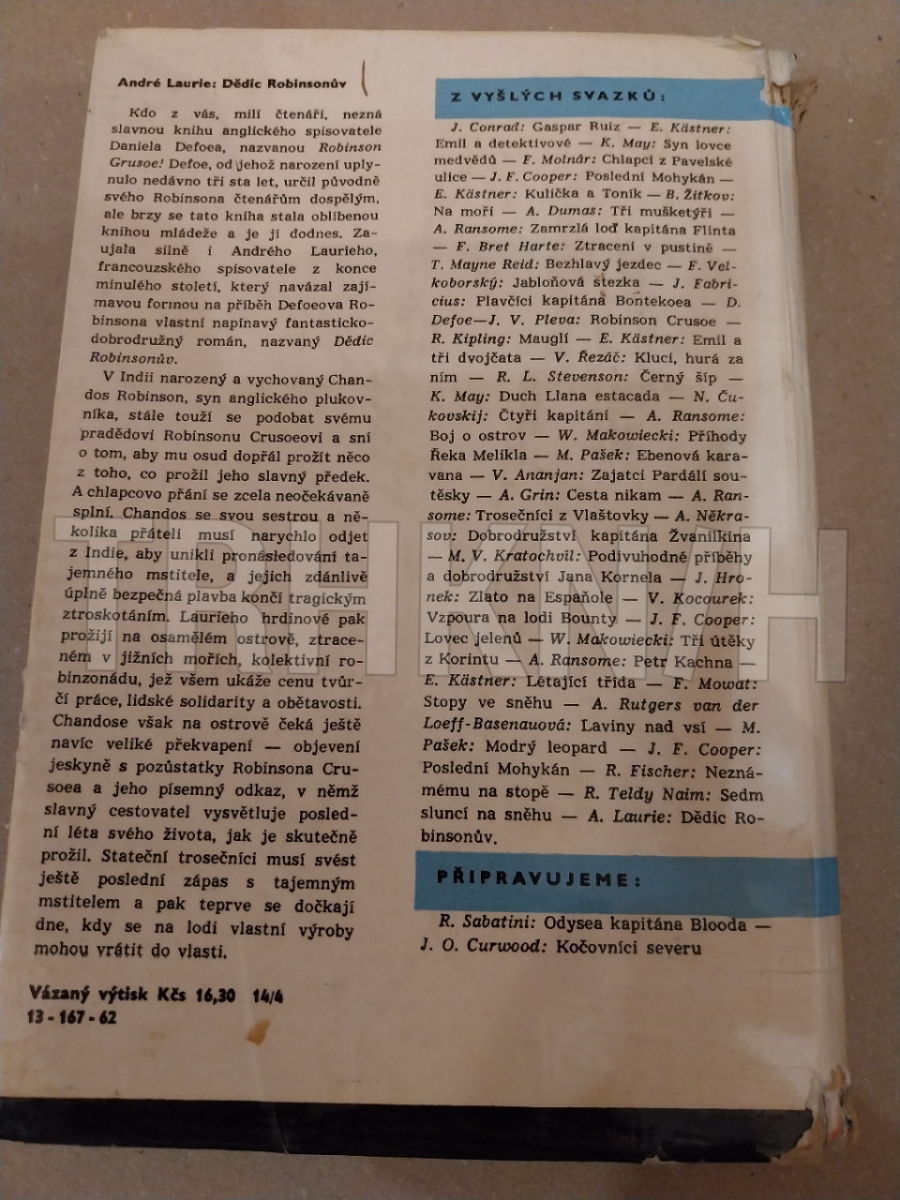 André Laurie: Dědic Robinsonův
Kdo z vás, milí čtenáři, nezná
slavnou knihu anglického spisovatele
Daniela Defoea, nazvanou Robinson
Grusoe! Defoe, od jehož narození uply-
nulo nedávno tři sta let, určil původně
svého Robinsona čtenářům dospělým,
ale brzy se tato kniha stala oblíbenou
knihou mládeže a je jí dodnes. Za-
ujala silně i Andrého Laurieho,
francouzského spisovatele z konce
minulého století, který navázal zají-
mavou formou na příběh Defoeova Ro-
binsona vlastní napínavý fantasticko-
dobrodružný román, nazvaný Dědic
Robinsonův.
V Indii narozený a vychovaný Chan-
dos Robinson, syn anglického plukov-
níka, stále touží se podobat svému
pradědovi Robinsonu Crusoeovi a sní
o tom, aby mu osud dopřál prožít něco
z toho, co prožil jeho slavný předek.
A chlapcovo přání se zcela neočekávaně
splní. Chandos se svou sestrou a ně-
kolika přáteli musí narychlo odjet
z Indie, aby unikli pronásledování ta-
jemného mstitele, a jejich zdánlivě
úplně bezpečná plavba končí tragickým
ztroskotáním. Laurieho hrdinové pak
prožijí na osamělém ostrově, ztrace-
ném v jižních mořích, kolektivní ro-
binzonádu, jež všem ukáže cenu tvůr-
čí práce, lidské solidarity a obětavosti.
Chandose však na ostrově čeká ještě
navíc veliké překvapení — objevení
jeskyně s pozůstatky Robinsona Cru-
soea a jeho písemný odkaz, v němž
slavný cestovatel vysvětluje posled-
ní léta svého života, jak je skutečně
prožil. Stateční trosečníci musí svést
ještě poslední zápas s tajemným
mstitelem a pak teprve se dočkají
dne, kdy se na lodi vlastní výroby
mohou vrátit do vlasti.
Vázaný výtisk Kčs 16,30 14/4
13 - 167 - 62
Z VYŠLÝCH SVAZKŮ:
J. Conrad: Gaspar Ruiz — E. Kästner:
Emil a detektivové — K. May: Syn lovce
medvědů — F. Molnár: Chlapci z Pavelské
ulice — J. F. Cooper: Poslední Mohykán —
E. Kästner: Kulička a Toník — B. Žitkov:
Na moři — A. Dumas: Tři mušketýři —
A. Ransome: Zamrzlá loď kapitána Flinta
— F. Bret Harte: Ztraceni v pustině —
T. Mayne Reid: Bezhlavý jezdec — F. Vel-
koborský: Jabloňová stezka — J. Fabri-
cius: Plavčíci kapitána Bontekoea — D.
Defoe—J. V. Pleva: Robinson Crusoe —
R. Kipling: Mauglí — E. Kästner: Emil a
tři dvojčata — V. Řezáč: Kluci, hurá za
ním — R. L. Stevenson: Černý šíp —
K. May: Duch Llana estacada — N. Ču-
kovskij: Čtyři kapitáni — A. Ransome:
Boj o ostrov — W. Makowiecki: Příhody
Řeka Melikla — M. Pašek: Ebenová kara-
vana — V. Ananjan: Zajatci Pardálí sou-
těsky — A. Grin: Cesta nikam — A. Ran-
some: Trosečníci z Vlaštovky — A. Někra-
sov: Dobrodružství kapitána Žvanilkina
— M. V. Kratochvíl: Podivuhodné příběhy
a dobrodružství Jana Kornela — J. Hro-
nek: Zlato na Espaňole — V. Kocourek:
Vzpoura na lodi Bounty — J. F. Cooper:
Lovec jelenů — W. Makowiecki: Tři útěky
z Korintu — A. Ransome: Petr Kachna —
E. Kästner: Létající třída — F. Mowat:
Stopy ve sněhu — A. Rutgers van der
Loeff-Basenauová: Laviny nad vsí — M.
Pašek: Modrý leopard — J. F. Cooper:
Poslední Mohykán — R. Fischer: Nezná-
mému na stopě — R. Teldy Naim: Sedm
sluncí na sněhu — A. Laurie: Dědic Ro-
binsonův.
PŘIPRAVUJEME:
R. Sabatini: Odysea kapitána Blooda —
J. O. Curwood: Kočovníci severu